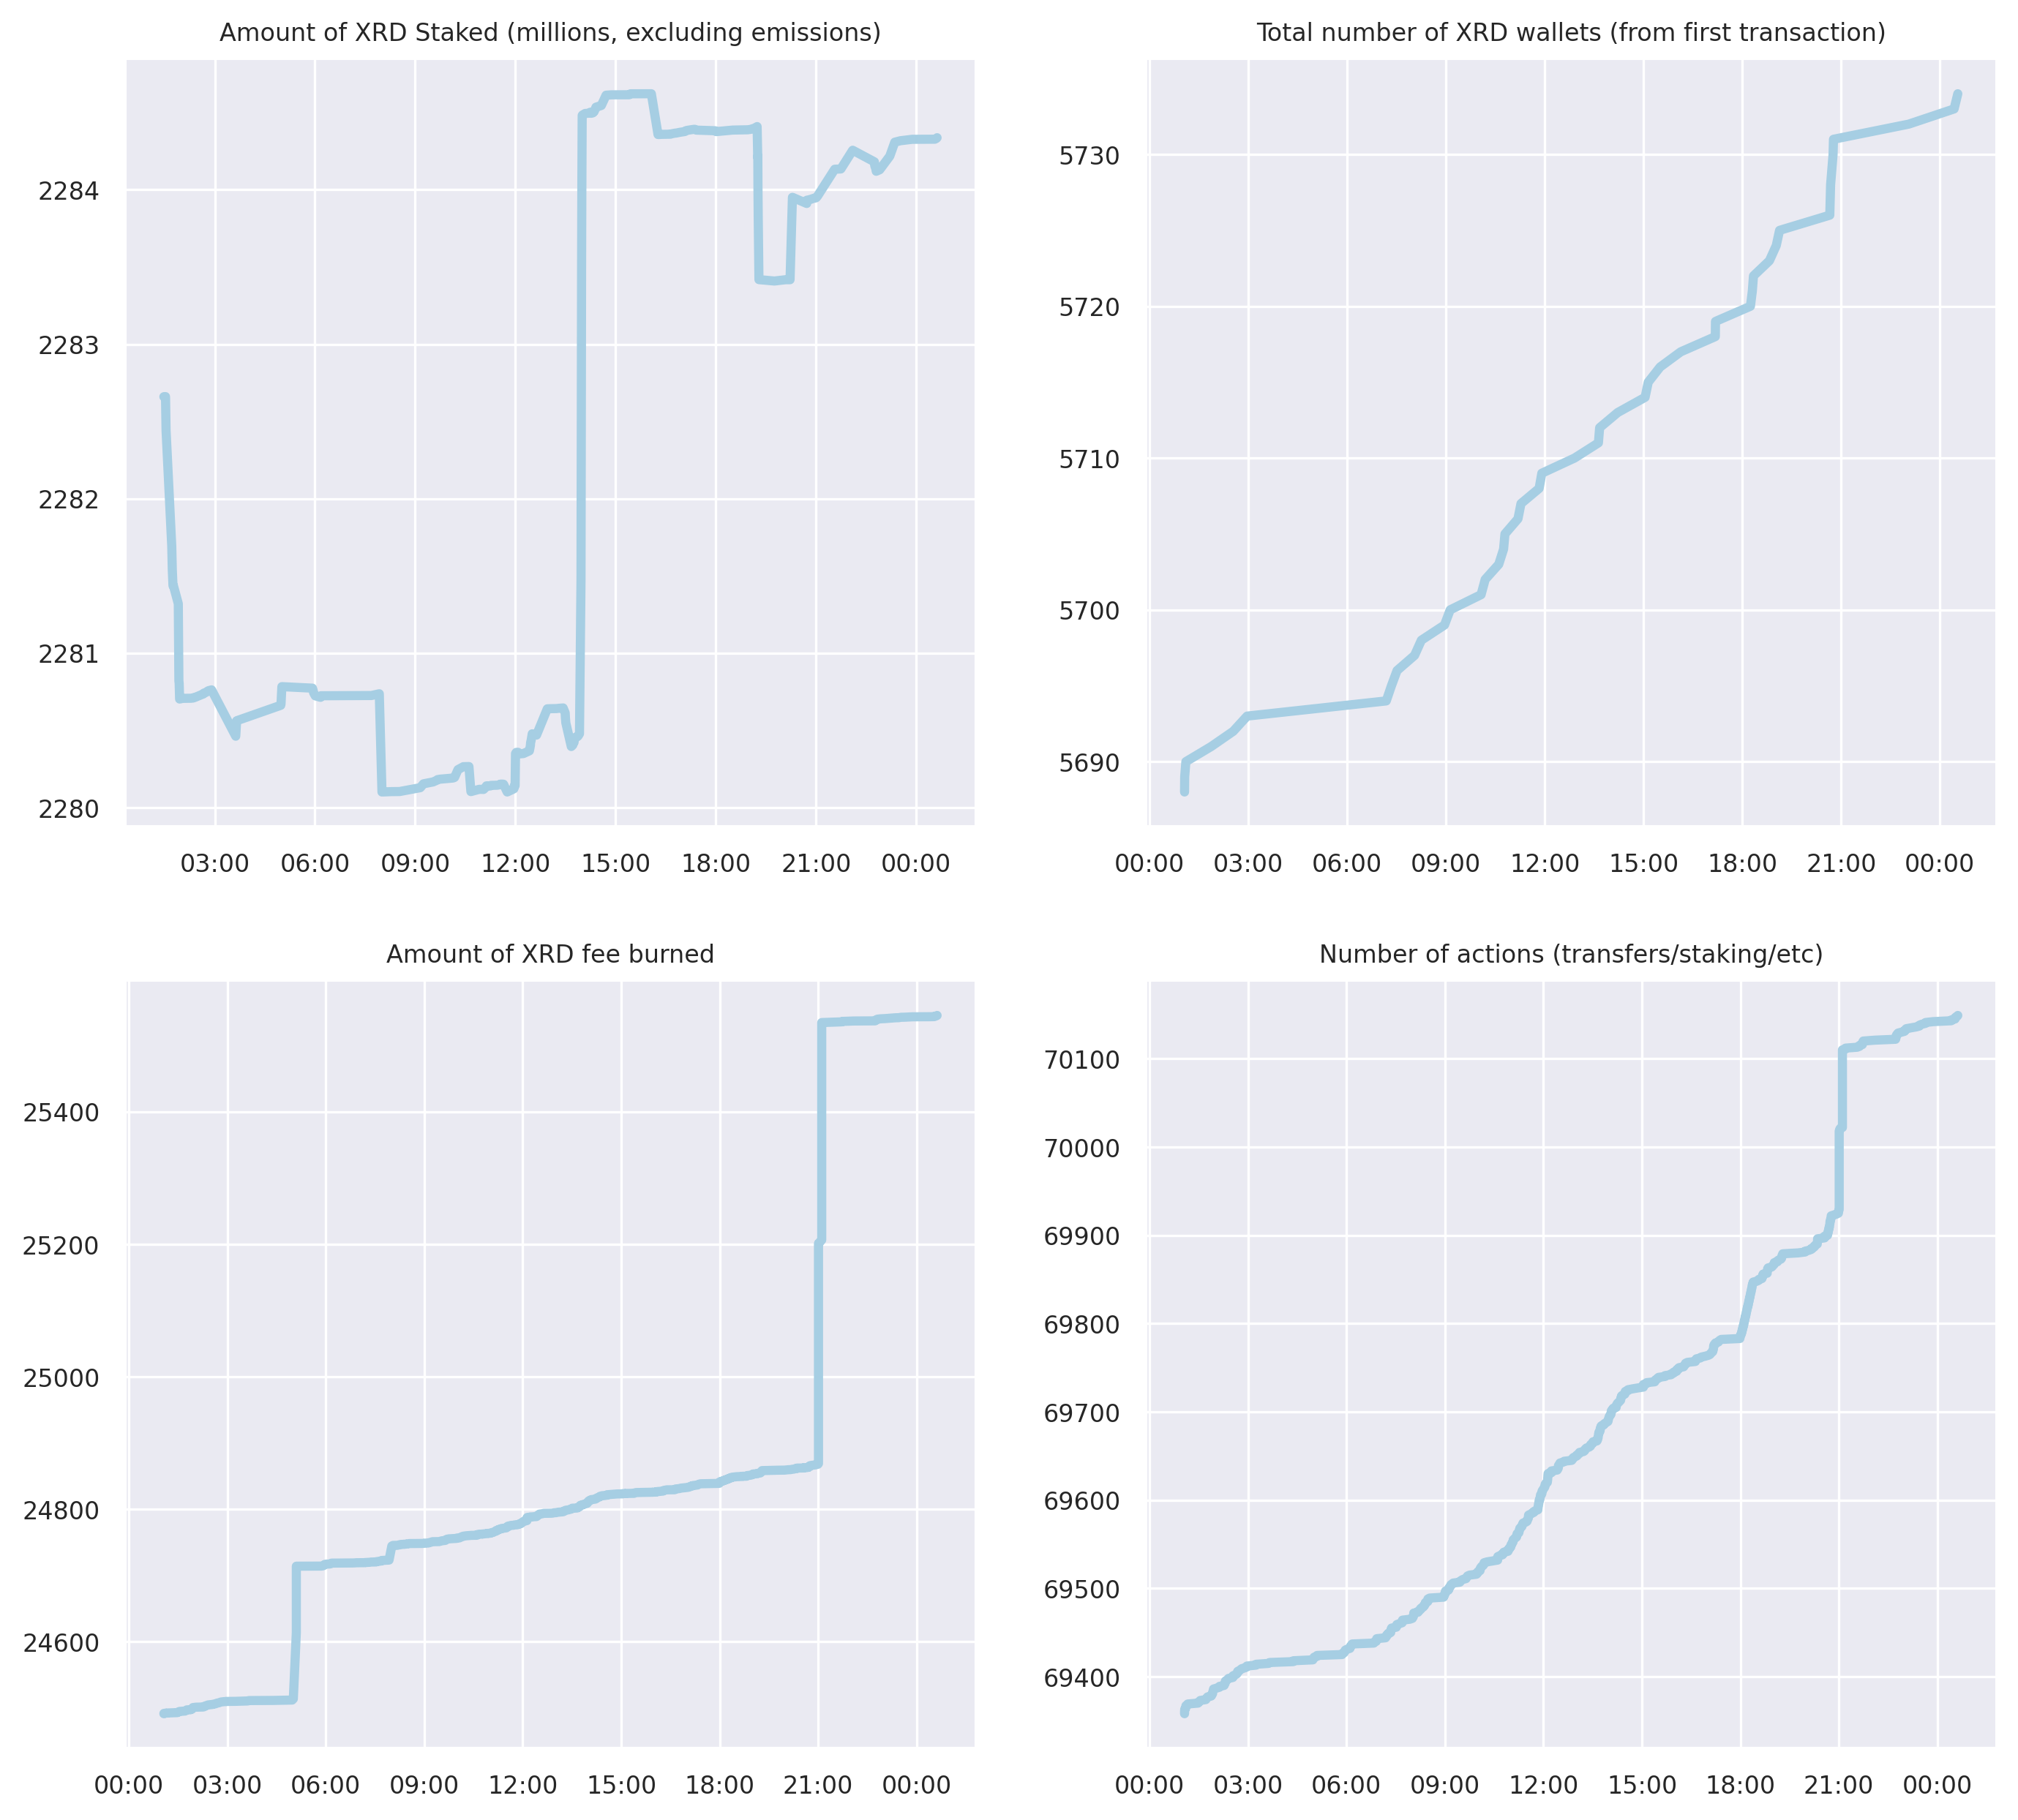 Amount of XRD Staked (millions, excluding emissions)
2284
2283
2282
2281
2280
03:00 06:00 09:00 12:00 15:00 18:00 21:00 00:00
Total number of XRD wallets (from first transaction)
5730
5720
5710
5700
5690
00:00 03:00 06:00 09:00 12:00 15:00 18:00 21:00 00:00
Amount of XRD fee burned
25400
25200
25000
24800
24600
00:00 03:00 06:00 09:00 12:00 15:00 18:00 21:00 00:00
Number of actions (transfers/staking/etc)
70100
70000
69900
69800
69700
69600
69500
69400
00:00 03:00 06:00 09:00 12:00 15:00 18:00 21:00 00:00